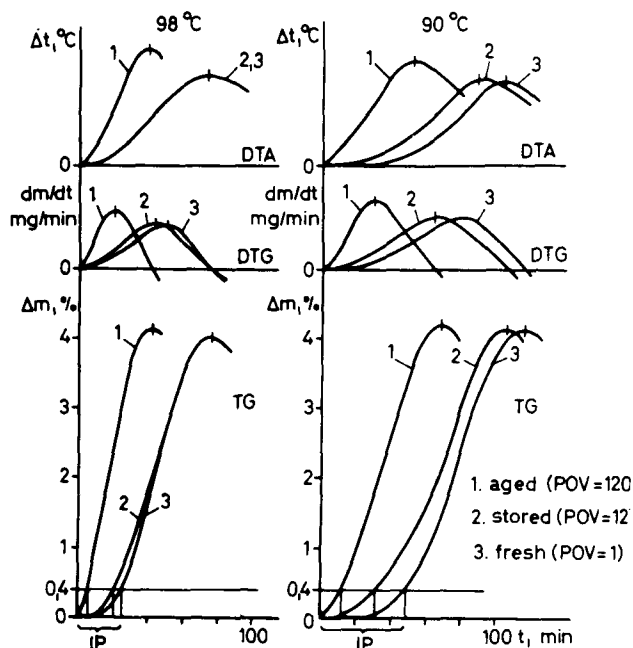 98 °C
90 °C
Δt,°C
1
2,3
0
DTA
Δt,°C
1
2
3
0
DTA
dm/dt
mg/min
1
2
3
0
DTG
dm/dt
mg/min
1
2
3
0
DTG
Δm,%
4
3
2
1
0,4
0
1
2
3
TG
IP
100
Δm,%
4
3
2
1
0,4
0
1
2
3
TG
1. aged (POV=120
2. stored (POV=12
3. fresh (POV=1)
IP
100 t, min